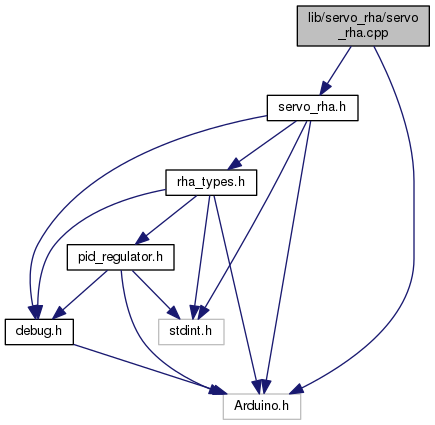 lib/servo_rha/servo
_rha.cpp
servo_rha.h
rha_types.h
pid_regulator.h
debug.h
stdint.h
Arduino.h